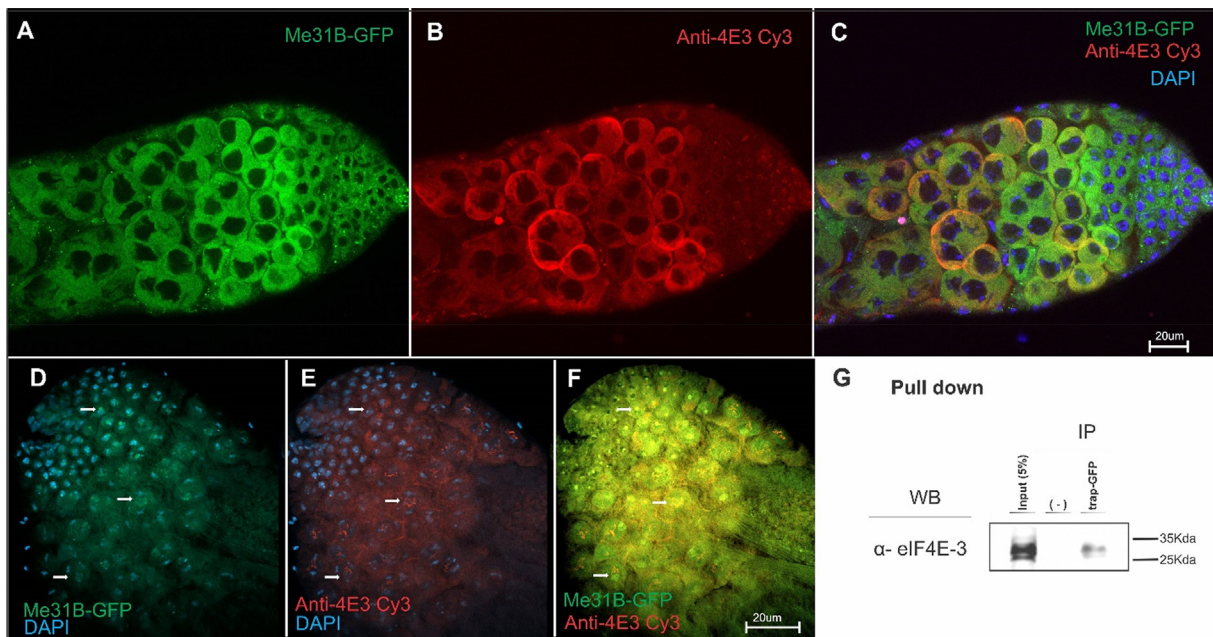 A
Me31B-GFP
B
Anti-4E3 Cy3
C
Me31B-GFP
Anti-4E3 Cy3
DAPI
20um
D
Me31B-GFP
DAPI
E
Anti-4E3 Cy3
DAPI
F
Me31B-GFP
Anti-4E3 Cy3
20um
G
Pull down
IP
WB
Input (5%)
(-)
trap-GFP
α- eIF4E-3
35Kda
25Kda